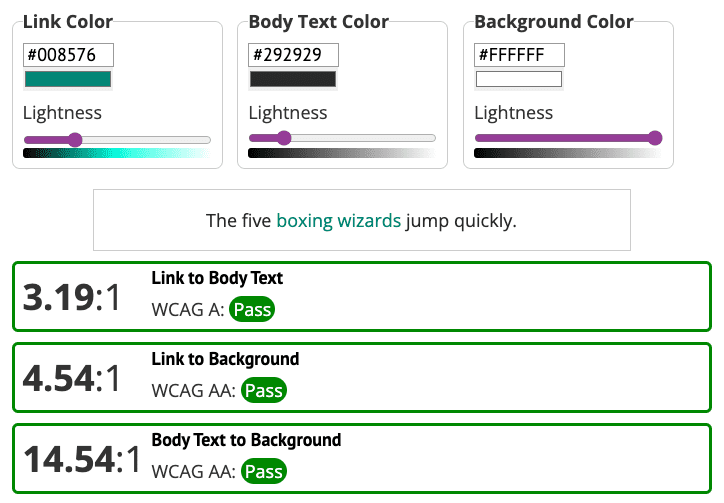 Link Color
#008576
Lightness
Body Text Color
#292929
Lightness
Background Color
#FFFFFF
Lightness
The five boxing wizards jump quickly.
3.19:1
Link to Body Text
WCAG A: Pass
4.54:1
Link to Background
WCAG AA: Pass
14.54:1
Body Text to Background
WCAG AA: Pass